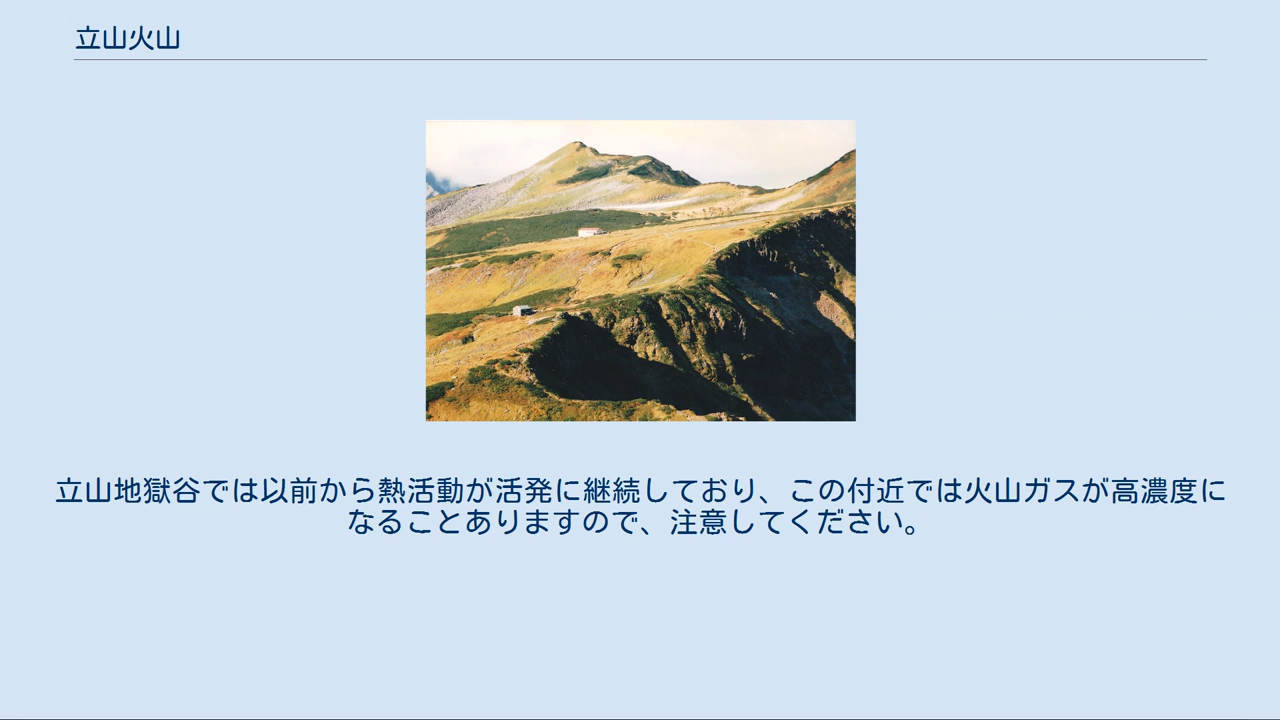 立山火山
立山地獄谷では以前から熱活動が活発に継続しており、この付近では火山ガスが高濃度に
なることありますので、注意してください。